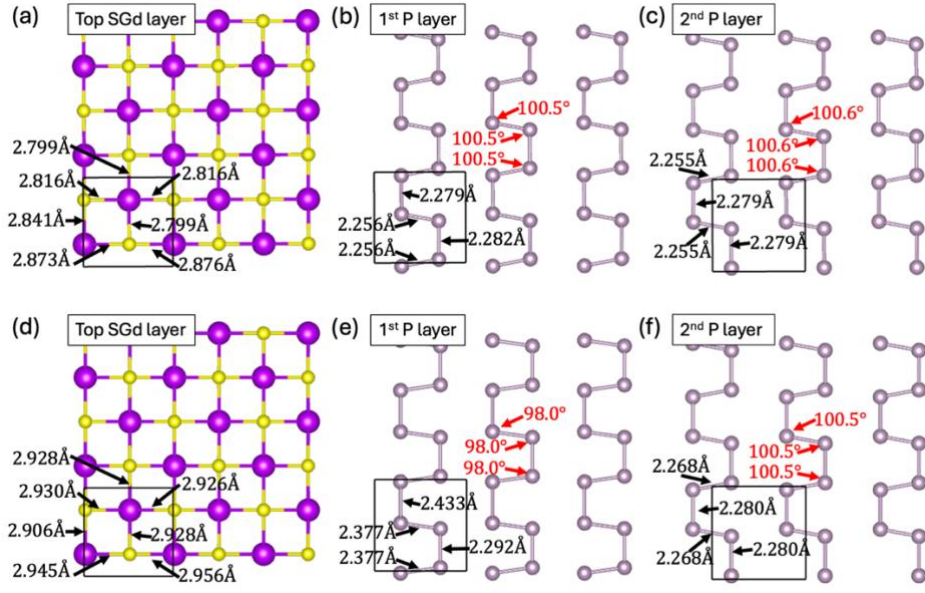 (a) Top SGd layer
2.799Å
2.816Å
2.816Å
2.841Å
2.799Å
2.873Å
2.876Å
(b) 1st P layer
100.5°
100.5°
100.5°
2.279Å
2.256Å
2.282Å
2.256Å
(c) 2nd P layer
100.6°
100.6°
100.6°
2.255Å
2.279Å
2.255Å
2.279Å
(d) Top SGd layer
2.928Å
2.930Å
2.926Å
2.906Å
2.928Å
2.945Å
2.956Å
(e) 1st P layer
98.0°
98.0°
98.0°
2.433Å
2.377Å
2.292Å
2.377Å
(f) 2nd P layer
100.5°
100.5°
100.5°
2.268Å
2.280Å
2.268Å
2.280Å